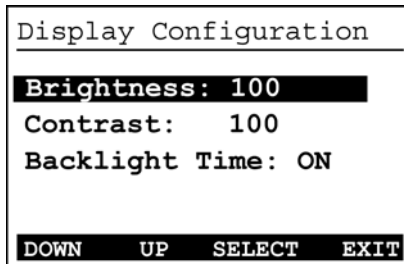 Display Configuration
Brightness: 100
Contrast: 100
Backlight Time: ON
DOWN UP SELECT EXIT